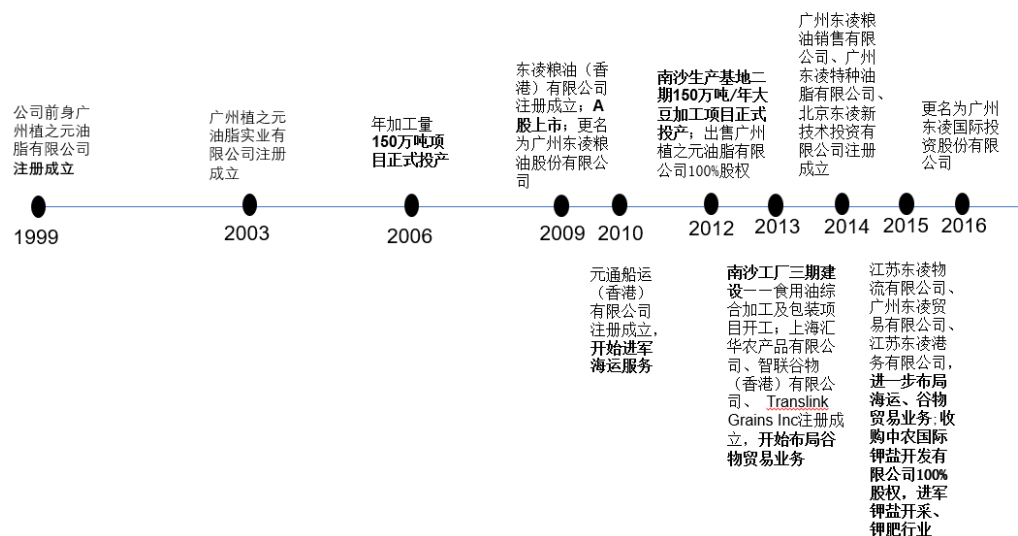 公司前身广
州植之元油
脂有限公司
注册成立
广州植之元
油脂实业有
限公司注册
成立
年加工量
150万吨项
目正式投产
东凌粮油（香
港）有限公司
注册成立；A
股上市；更名
为广州东凌粮
油股份有限公
司
南沙生产基地二
期150万吨/年大
豆加工项目正式
投产；出售广州
植之元油脂有限
公司100%股权
广州东凌粮
油销售有限
公司、广州
东凌特种油
脂有限公司、
北京东凌新
技术投资有
限公司注册
成立
更名为广州
东凌国际投
资股份有限
公司
1999
2003
2006
2009
2010
2012
2013
2014
2015
2016
元通船运
（香港）
有限公司
注册成立，
开始进军
海运服务
南沙工厂三期建
设——食用油综
合加工及包装项
目开工；上海汇
华农产品有限公
司、智联谷物
（香港）有限公
司、 Translink
Grains Inc注册成
立，开始布局谷
物贸易业务
江苏东凌物
流有限公司、
广州东凌贸
易有限公司、
江苏东凌港
务有限公司，
进一步布局
海运、谷物
贸易业务;收
购中农国际
钾盐开发有
限公司100%
股权，进军
钾盐开采、
钾肥行业